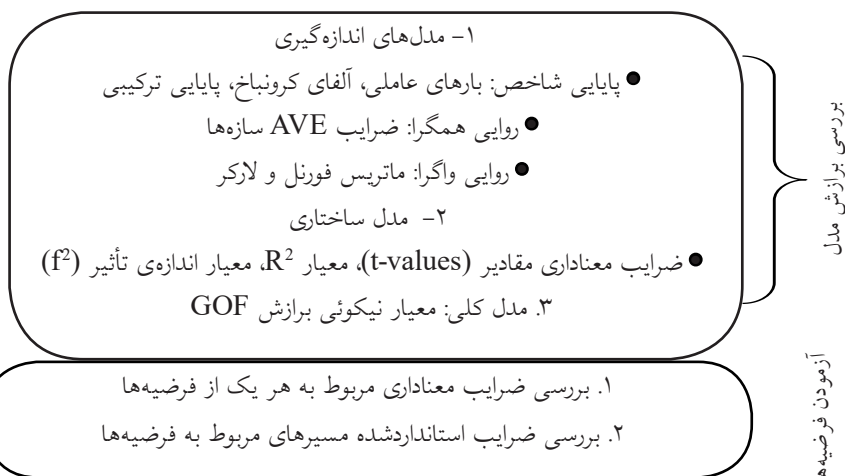 ۱- مدل‌های اندازه‌گیری
● پایایی شاخص: بارهای عاملی، آلفای کرونباخ، پایایی ترکیبی
● روایی همگرا: ضرایب AVE سازه‌ها
● روایی واگرا: ماتریس فورنل و لارکر
۲- مدل ساختاری
● ضرایب معناداری مقادیر (t-values)، معیار R²، معیار اندازه‌ی تأثیر (f²)
۳. مدل کلی: معیار نیکوئی برازش GOF
بررسی برازش مدل
۱. بررسی ضرایب معناداری مربوط به هر یک از فرضیه‌ها
۲. بررسی ضرایب استانداردشده مسیرهای مربوط به فرضیه‌ها
آزمودن فرضیه‌ها